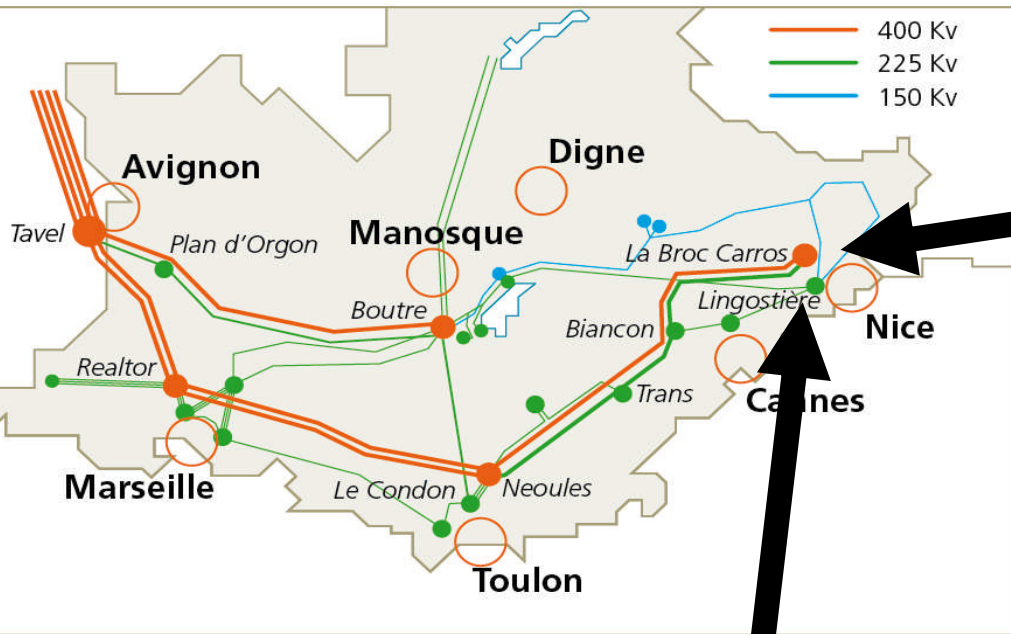 400 Kv
225 Kv
150 Kv
Avignon
Digne
Tavel
Plan d'Orgon
Manosque
La Broc Carros
Boutre
Lingostière
Biancon
Nice
Realtor
Trans
Cannes
Marseille
Le Condon
Neoules
Toulon